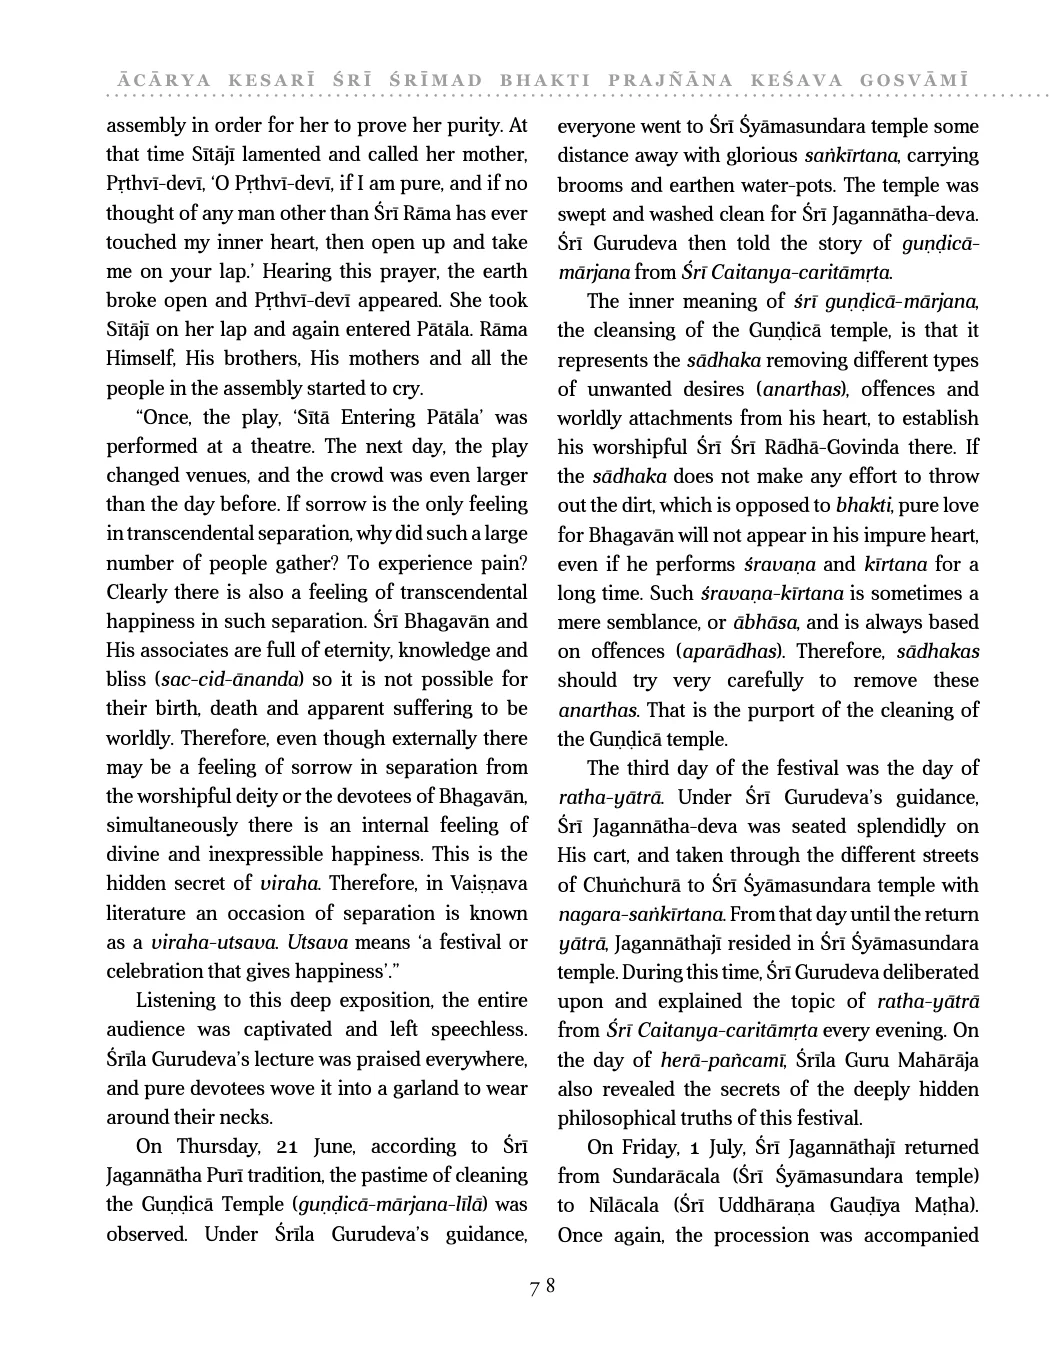 ĀCĀRYA KESARĪ ŚRĪ ŚRĪMAD BHAKTI PRAJÑĀNA KEŚAVA GOSVĀMĪ
assembly in order for her to prove her purity. At
that time Sītājī lamented and called her mother,
Pṛthvī-devī, ‘O Pṛthvī-devī, if I am pure, and if no
thought of any man other than Śrī Rāma has ever
touched my inner heart, then open up and take
me on your lap.’ Hearing this prayer, the earth
broke open and Pṛthvī-devī appeared. She took
Sītājī on her lap and again entered Pātāla. Rāma
Himself, His brothers, His mothers and all the
people in the assembly started to cry.
“Once, the play, ‘Sītā Entering Pātāla’ was
performed at a theatre. The next day, the play
changed venues, and the crowd was even larger
than the day before. If sorrow is the only feeling
in transcendental separation, why did such a large
number of people gather? To experience pain?
Clearly there is also a feeling of transcendental
happiness in such separation. Śrī Bhagavān and
His associates are full of eternity, knowledge and
bliss (sac-cid-ānanda) so it is not possible for
their birth, death and apparent suffering to be
worldly. Therefore, even though externally there
may be a feeling of sorrow in separation from
the worshipful deity or the devotees of Bhagavān,
simultaneously there is an internal feeling of
divine and inexpressible happiness. This is the
hidden secret of viraha. Therefore, in Vaiṣṇava
literature an occasion of separation is known
as a viraha-utsava. Utsava means ‘a festival or
celebration that gives happiness’.”
Listening to this deep exposition, the entire
audience was captivated and left speechless.
Śrīla Gurudeva’s lecture was praised everywhere,
and pure devotees wove it into a garland to wear
around their necks.
On Thursday, 21 June, according to Śrī
Jagannātha Purī tradition, the pastime of cleaning
the Guṇḍicā Temple (guṇḍicā-mārjana-līlā) was
observed. Under Śrīla Gurudeva’s guidance,
everyone went to Śrī Śyāmasundara temple some
distance away with glorious saṅkīrtana, carrying
brooms and earthen water-pots. The temple was
swept and washed clean for Śrī Jagannātha-deva.
Śrī Gurudeva then told the story of guṇḍicā-
mārjana from Śrī Caitanya-caritāmṛta.
The inner meaning of śrī guṇḍicā-mārjana,
the cleansing of the Guṇḍicā temple, is that it
represents the sādhaka removing different types
of unwanted desires (anarthas), offences and
worldly attachments from his heart, to establish
his worshipful Śrī Śrī Rādhā-Govinda there. If
the sādhaka does not make any effort to throw
out the dirt, which is opposed to bhakti, pure love
for Bhagavān will not appear in his impure heart,
even if he performs śravaṇa and kīrtana for a
long time. Such śravaṇa-kīrtana is sometimes a
mere semblance, or ābhāsa, and is always based
on offences (aparādhas). Therefore, sādhakas
should try very carefully to remove these
anarthas. That is the purport of the cleaning of
the Guṇḍicā temple.
The third day of the festival was the day of
ratha-yātrā. Under Śrī Gurudeva’s guidance,
Śrī Jagannātha-deva was seated splendidly on
His cart, and taken through the different streets
of Chuṅchurā to Śrī Śyāmasundara temple with
nagara-saṅkīrtana. From that day until the return
yātrā, Jagannāthajī resided in Śrī Śyāmasundara
temple. During this time, Śrī Gurudeva deliberated
upon and explained the topic of ratha-yātrā
from Śrī Caitanya-caritāmṛta every evening. On
the day of herā-pañcamī, Śrīla Guru Mahārāja
also revealed the secrets of the deeply hidden
philosophical truths of this festival.
On Friday, 1 July, Śrī Jagannāthajī returned
from Sundarācala (Śrī Śyāmasundara temple)
to Nīlācala (Śrī Uddhāraṇa Gauḍīya Maṭha).
Once again, the procession was accompanied
78